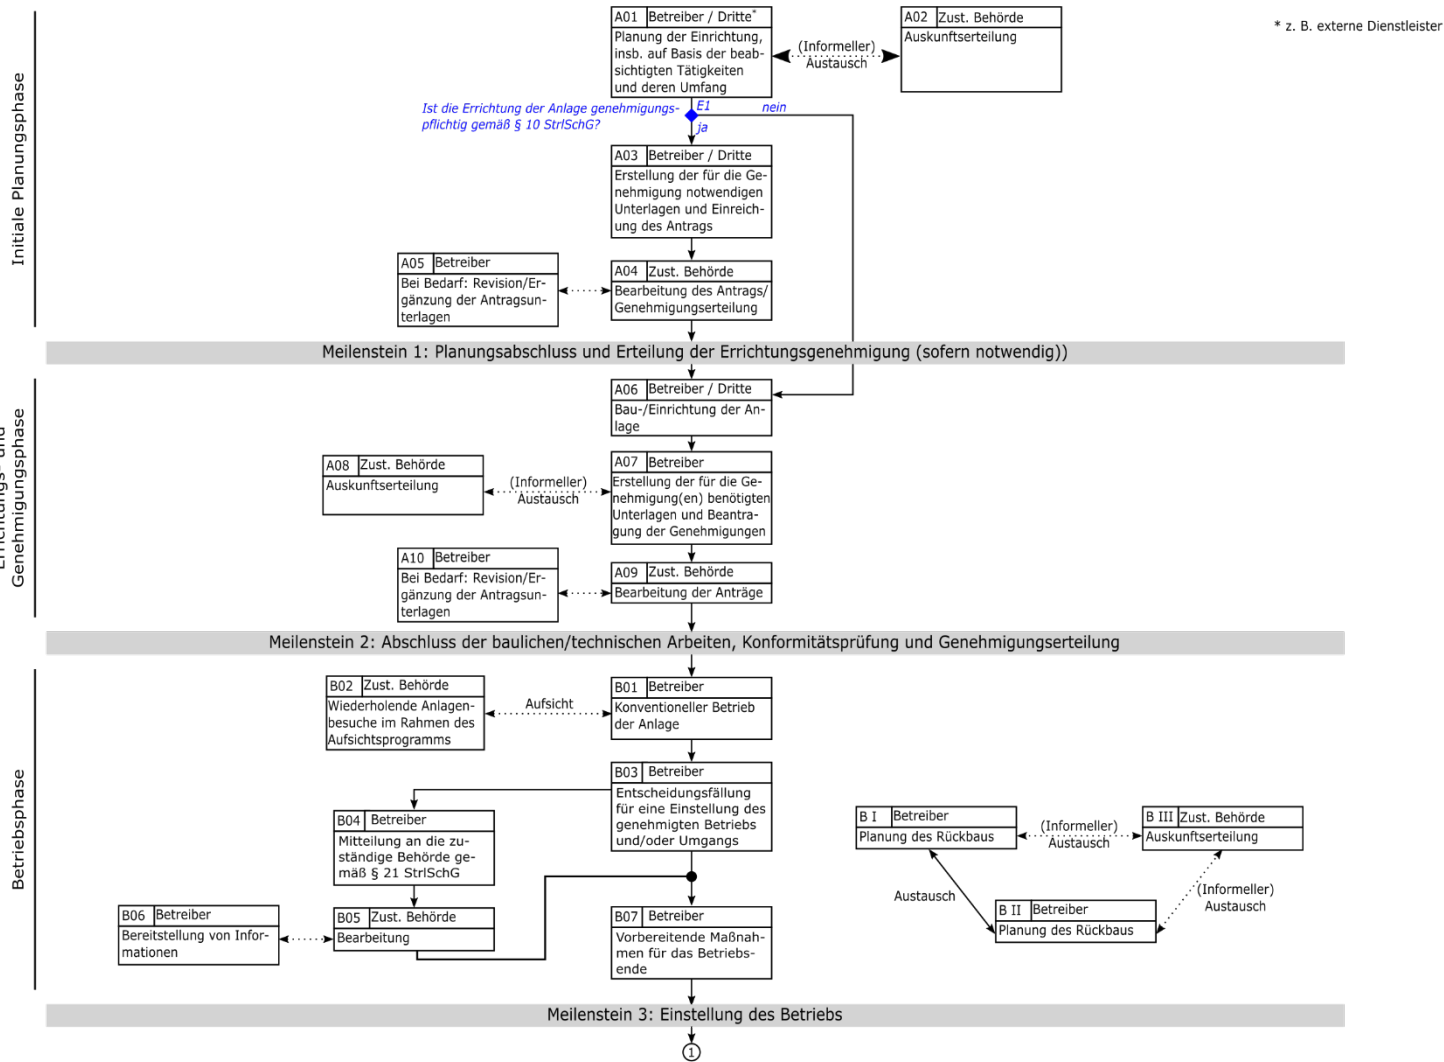 A01 Betreiber / Dritte*
Planung der Einrichtung,
insb. auf Basis der beab-
sichtigten Tätigkeiten
und deren Umfang
(Informeller)
Austausch
A02 Zust. Behörde
Auskunftserteilung
* z. B. externe Dienstleister
Initiale Planungsphase
Ist die Errichtung der Anlage genehmigungs-
pflichtig gemäß § 10 StrlSchG?
E1
nein
ja
A03 Betreiber / Dritte
Erstellung der für die Ge-
nehmigung notwendigen
Unterlagen und Einreich-
ung des Antrags
A05 Betreiber
Bei Bedarf: Revision/Er-
gänzung der Antragsun-
terlagen
A04 Zust. Behörde
Bearbeitung des Antrags/
Genehmigungserteilung
Meilenstein 1: Planungsabschluss und Erteilung der Errichtungsgenehmigung (sofern notwendig))
Errichtungs- und
Genehmigungsphase
A06 Betreiber / Dritte
Bau-/Einrichtung der An-
lage
A08 Zust. Behörde
Auskunftserteilung
(Informeller)
Austausch
A07 Betreiber
Erstellung der für die Ge-
nehmigung(en) benötigten
Unterlagen und Beantra-
gung der Genehmigungen
A10 Betreiber
Bei Bedarf: Revision/Er-
gänzung der Antragsun-
terlagen
A09 Zust. Behörde
Bearbeitung der Anträge
Meilenstein 2: Abschluss der baulichen/technischen Arbeiten, Konformitätsprüfung und Genehmigungserteilung
Betriebsphase
B02 Zust. Behörde
Wiederholende Anlagen-
besuche im Rahmen des
Aufsichtsprogramms
Aufsicht
B01 Betreiber
Konventioneller Betrieb
der Anlage
B03 Betreiber
Entscheidungsfällung
für eine Einstellung des
genehmigten Betriebs
und/oder Umgangs
B04 Betreiber
Mitteilung an die zu-
ständige Behörde ge-
mäß § 21 StrlSchG
B06 Betreiber
Bereitstellung von Infor-
mationen
B05 Zust. Behörde
Bearbeitung
B07 Betreiber
Vorbereitende Maßnah-
men für das Betriebs-
ende
B I Betreiber
Planung des Rückbaus
(Informeller)
Austausch
B III Zust. Behörde
Auskunftserteilung
Austausch
(Informeller)
Austausch
B II Betreiber
Planung des Rückbaus
Meilenstein 3: Einstellung des Betriebs
1